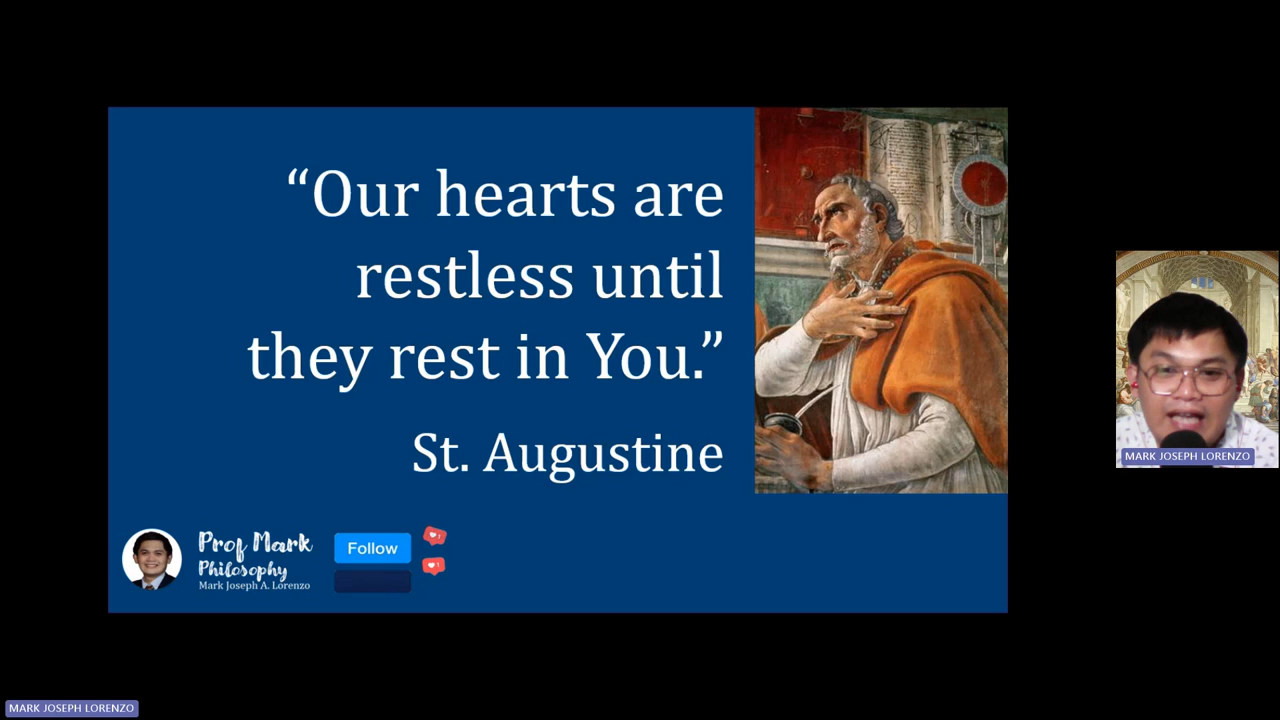 “Our hearts are
restless until
they rest in You.”
St. Augustine
Prof Mark
Philosophy
Mark Joseph A. Lorenzo
Follow
MARK JOSEPH LORENZO
MARK JOSEPH LORENZO